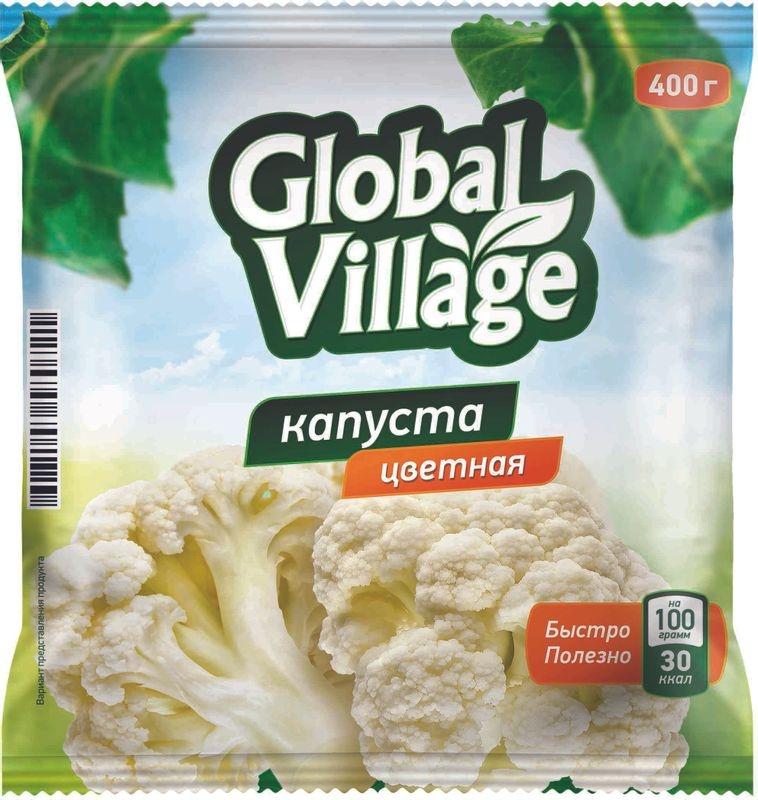 400 г
Global
Village
капуста
цветная
Быстро
Полезно
на
100
грамм
30
ккал
Вариант представления продукта